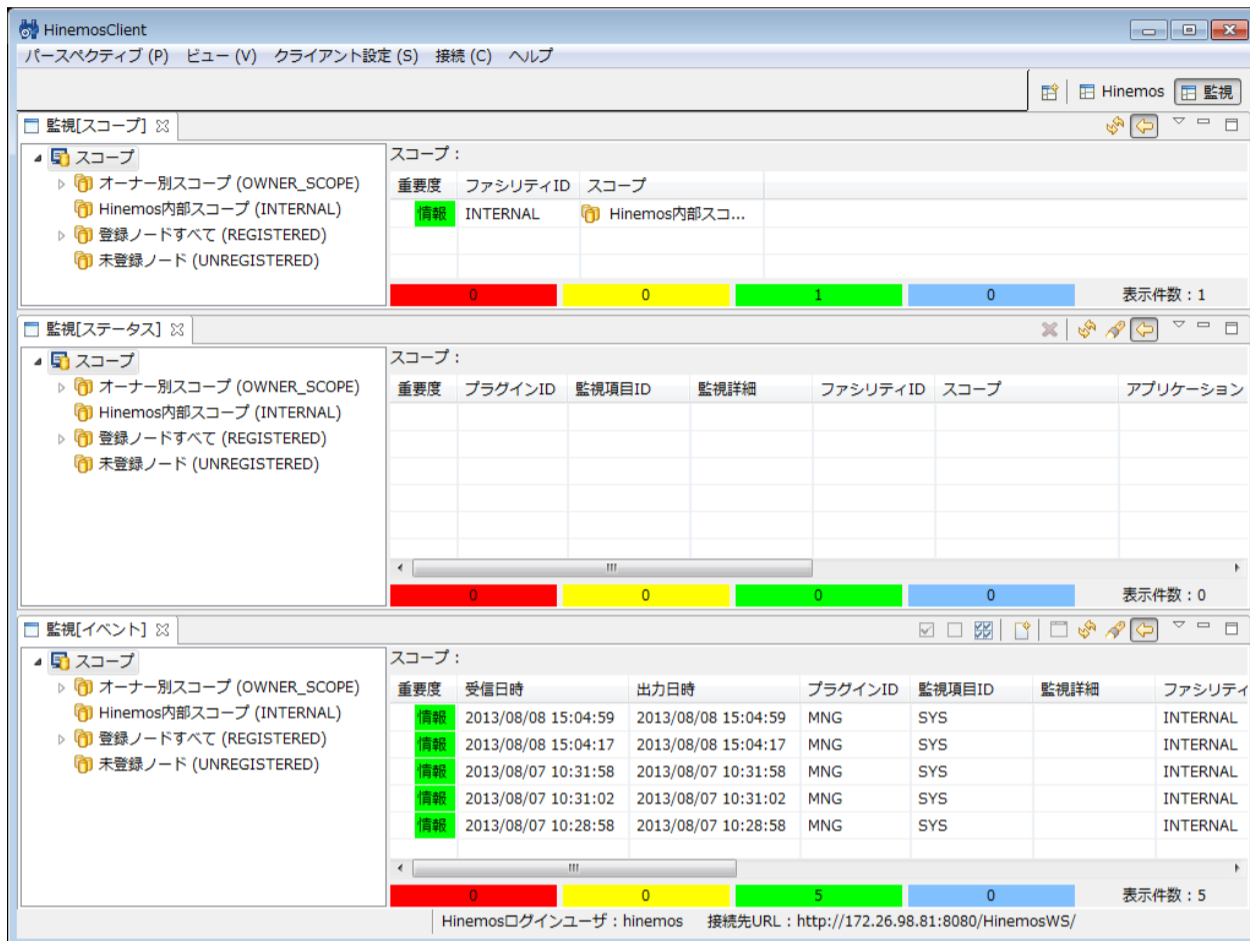 HinemosClient
パースペクティブ (P) ビュー (V) クライアント設定 (S) 接続 (C) ヘルプ
Hinemos 監視
監視[スコープ]
スコープ
オーナー別スコープ (OWNER_SCOPE)
Hinemos内部スコープ (INTERNAL)
登録ノードすべて (REGISTERED)
未登録ノード (UNREGISTERED)
スコープ :
重要度 ファシリティID スコープ
情報 INTERNAL Hinemos内部スコ...
0 0 1 0 表示件数 : 1
監視[ステータス]
スコープ
オーナー別スコープ (OWNER_SCOPE)
Hinemos内部スコープ (INTERNAL)
登録ノードすべて (REGISTERED)
未登録ノード (UNREGISTERED)
スコープ :
重要度 プラグインID 監視項目ID 監視詳細 ファシリティID スコープ アプリケーション
0 0 0 0 表示件数 : 0
監視[イベント]
スコープ
オーナー別スコープ (OWNER_SCOPE)
Hinemos内部スコープ (INTERNAL)
登録ノードすべて (REGISTERED)
未登録ノード (UNREGISTERED)
スコープ :
重要度 受信日時 出力日時 プラグインID 監視項目ID 監視詳細 ファシリティ
情報 2013/08/08 15:04:59 2013/08/08 15:04:59 MNG SYS INTERNAL
情報 2013/08/08 15:04:17 2013/08/08 15:04:17 MNG SYS INTERNAL
情報 2013/08/07 10:31:58 2013/08/07 10:31:58 MNG SYS INTERNAL
情報 2013/08/07 10:31:02 2013/08/07 10:31:02 MNG SYS INTERNAL
情報 2013/08/07 10:28:58 2013/08/07 10:28:58 MNG SYS INTERNAL
0 0 5 0 表示件数 : 5
Hinemosログインユーザ : hinemos 接続先URL : http://172.26.98.81:8080/HinemosWS/